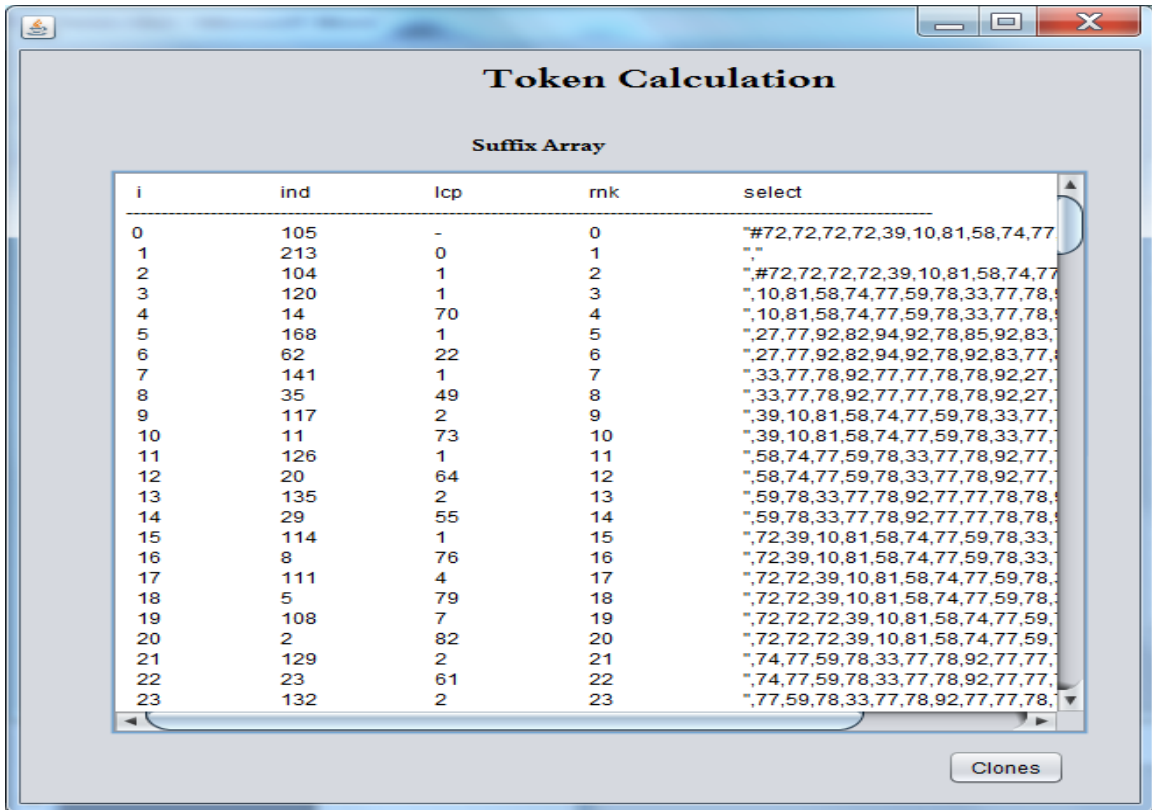 Token Calculation
Suffix Array
i ind lcp rnk select
0 105 - 0 "#72,72,72,72,39,10,81,58,74,77
1 213 0 1 ","
2 104 1 2 ",#72,72,72,72,39,10,81,58,74,77
3 120 1 3 ",10,81,58,74,77,59,78,33,77,78,
4 14 70 4 ",10,81,58,74,77,59,78,33,77,78,
5 168 1 5 ",27,77,92,82,94,92,78,85,92,83,
6 62 22 6 ",27,77,92,82,94,92,78,92,83,77,
7 141 1 7 ",33,77,78,92,77,77,78,78,92,27,
8 35 49 8 ",33,77,78,92,77,77,78,78,92,27,
9 117 2 9 ",39,10,81,58,74,77,59,78,33,77,
10 11 73 10 ",39,10,81,58,74,77,59,78,33,77,
11 126 1 11 ",58,74,77,59,78,33,77,78,92,77,
12 20 64 12 ",58,74,77,59,78,33,77,78,92,77,
13 135 2 13 ",59,78,33,77,78,92,77,77,78,78,
14 29 55 14 ",59,78,33,77,78,92,77,77,78,78,
15 114 1 15 ",72,39,10,81,58,74,77,59,78,33,
16 8 76 16 ",72,39,10,81,58,74,77,59,78,33,
17 111 4 17 ",72,72,39,10,81,58,74,77,59,78,
18 5 79 18 ",72,72,39,10,81,58,74,77,59,78,
19 108 7 19 ",72,72,72,39,10,81,58,74,77,59,
20 2 82 20 ",72,72,72,39,10,81,58,74,77,59,
21 129 2 21 ",74,77,59,78,33,77,78,92,77,77,
22 23 61 22 ",74,77,59,78,33,77,78,92,77,77,
23 132 2 23 ",77,59,78,33,77,78,92,77,77,78,
Clones